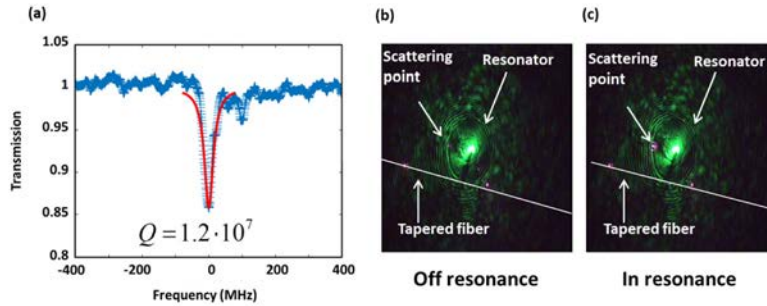 (a)
1.05
1
0.95
0.9
0.85
0.8
Transmission
-400
-200
0
200
400
Frequency (MHz)
Q = 1.2·10⁷
(b)
Scattering
point
Resonator
Tapered fiber
Off resonance
(c)
Scattering
point
Resonator
Tapered fiber
In resonance